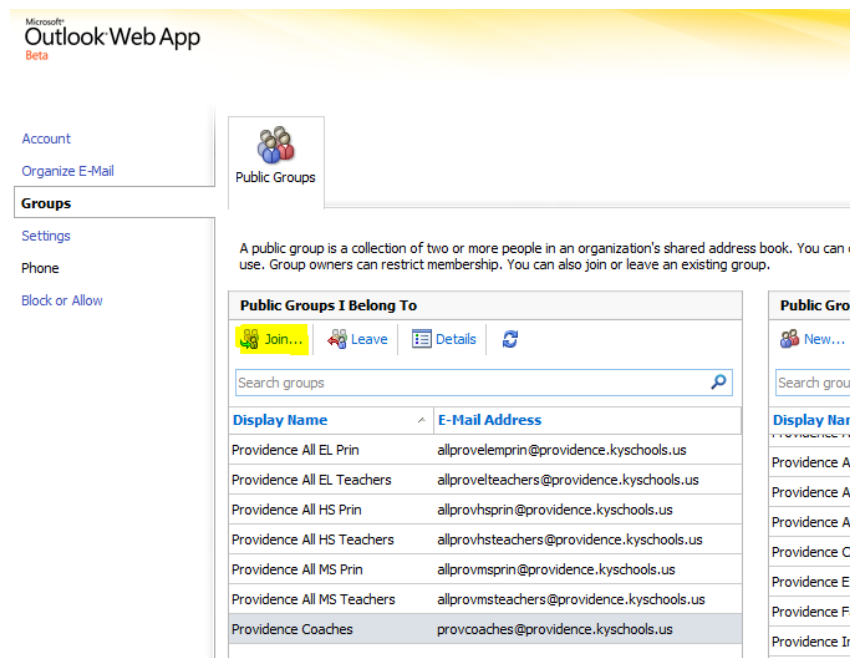 Microsoft®
Outlook Web App
Beta
Account
Organize E-Mail
Groups
Settings
Phone
Block or Allow
Public Groups
A public group is a collection of two or more people in an organization's shared address book. You can
use. Group owners can restrict membership. You can also join or leave an existing group.
Public Groups I Belong To
Join...
Leave
Details
Search groups
Display Name
E-Mail Address
Providence All EL Prin allprovelemprin@providence.kyschools.us
Providence All EL Teachers allprovelteachers@providence.kyschools.us
Providence All HS Prin allprovhsprin@providence.kyschools.us
Providence All HS Teachers allprovhsteachers@providence.kyschools.us
Providence All MS Prin allprovmsprin@providence.kyschools.us
Providence All MS Teachers allprovmsteachers@providence.kyschools.us
Providence Coaches provcoaches@providence.kyschools.us
Public Gro
New...
Search grou
Display Nar
Providence A
Providence A
Providence A
Providence C
Providence E
Providence F
Providence Ir